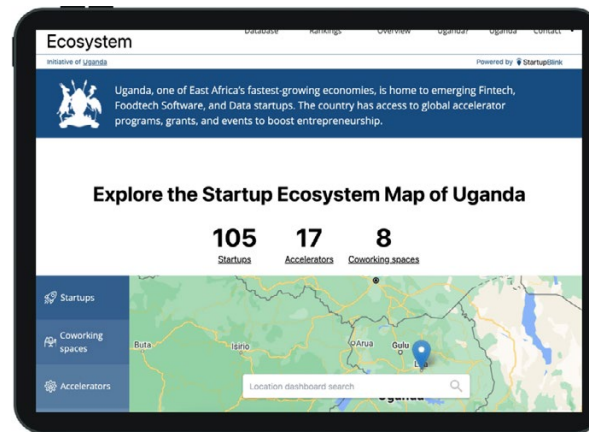 Ecosystem
Database Rankings Overview Uganda? Uganda Contact
Initiative of Uganda
Powered by StartupBlink
Uganda, one of East Africa's fastest-growing economies, is home to emerging Fintech,
Foodtech Software, and Data startups. The country has access to global accelerator
programs, grants, and events to boost entrepreneurship.
Explore the Startup Ecosystem Map of Uganda
105 17 8
Startups Accelerators Coworking spaces
Startups
Coworking
spaces
Accelerators
Buta
Isiro
Arua
Gulu
Location dashboard search